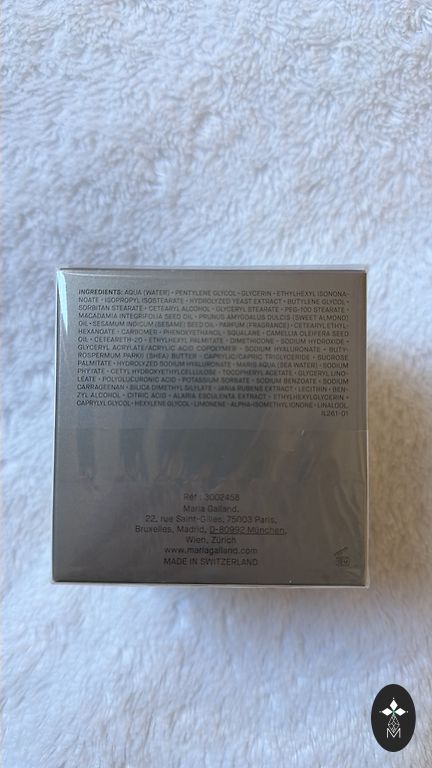 INGREDIENTS: AQUA (WATER) • PENTYLENE GLYCOL • GLYCERIN • ETHYLHEXYL ISONONA-
NOATE • ISOPROPYL ISOSTEARATE • HYDROLYZED YEAST EXTRACT • BUTYLENE GLYCOL •
SORBITAN STEARATE • CETEARYL ALCOHOL • GLYCERYL STEARATE • PEG-100 STEARATE •
MACADAMIA INTEGRIFOLIA SEED OIL • PRUNUS AMYGDALUS DULCIS (SWEET ALMOND)
OIL • SESAMUM INDICUM (SESAME) SEED OIL • PARFUM (FRAGRANCE) • CETEARYL ETHYL-
HEXANOATE • CARBOMER • PHENOXYETHANOL • SQUALANE • CAMELLIA OLEIFERA SEED
OIL • CETEARETH-20 • ETHYLHEXYL PALMITATE • DIMETHICONE • SODIUM HYDROXIDE •
GLYCERYL ACRYLATE/ACRYLIC ACID COPOLYMER • SODIUM HYALURONATE • BUTY-
ROSPERMUM PARKII (SHEA) BUTTER • CAPRYLIC/CAPRIC TRIGLYCERIDE • SUCROSE
PALMITATE • HYDROLYZED SODIUM HYALURONATE • MARIS AQUA (SEA WATER) • SODIUM
PHYTATE • CETYL HYDROXYETHYLCELLULOSE • TOCOPHERYL ACETATE • GLYCERYL LINO-
LEATE • POLYGLUCURONIC ACID • POTASSIUM SORBATE • SODIUM BENZOATE • SODIUM
CARRAGEENAN • SILICA DIMETHYL SILYLATE • JANIA RUBENS EXTRACT • LECITHIN • BEN-
ZYL ALCOHOL • CITRIC ACID • ALARIA ESCULENTA EXTRACT • ETHYLHEXYLGLYCERIN •
CAPRYLYL GLYCOL • HEXYLENE GLYCOL • LIMONENE • ALPHA-ISOMETHYL IONONE • LINALOOL
IL261-01
Réf : 3002458
Maria Galland,
22, rue Saint-Gilles, 75003 Paris,
Bruxelles, Madrid, D-80992 München,
Wien, Zürich
www.mariagalland.com
MADE IN SWITZERLAND
M